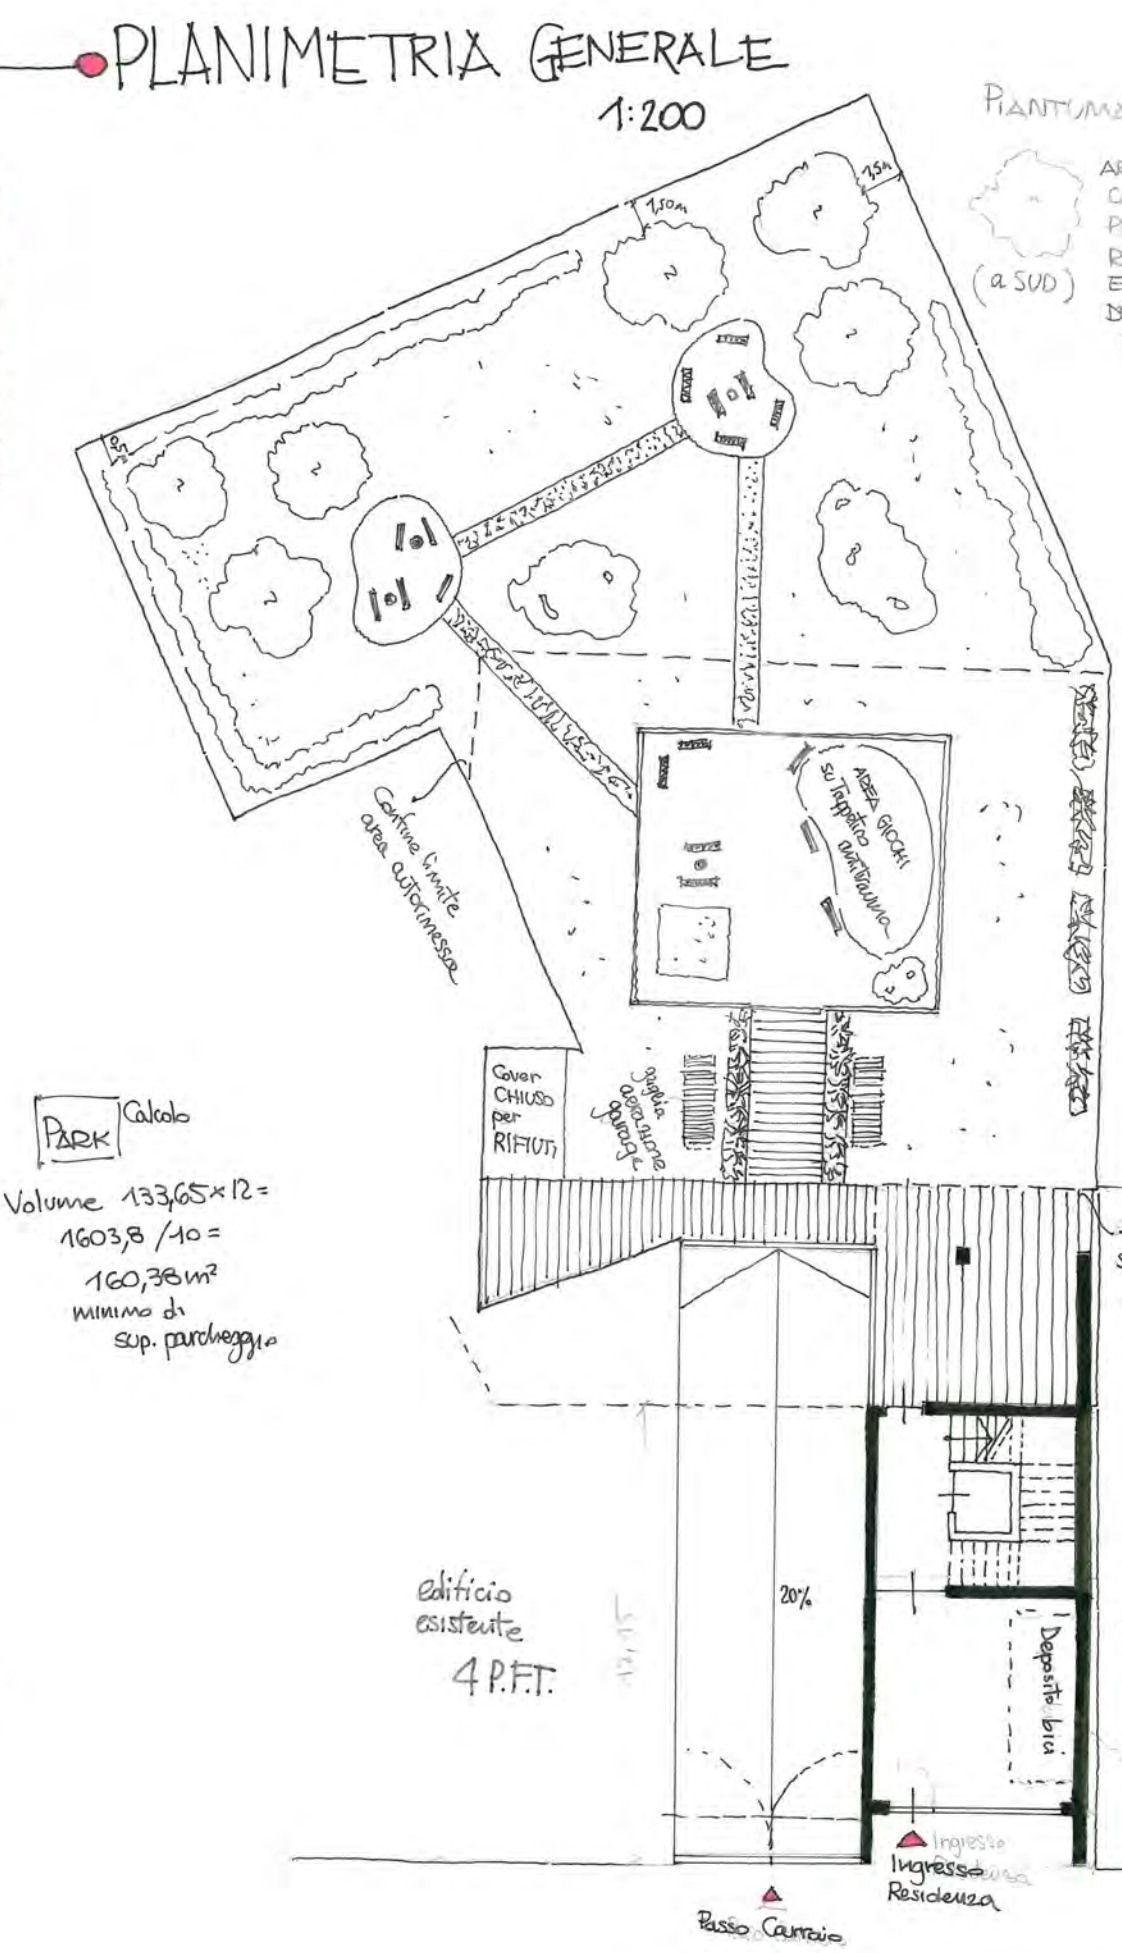 PLANIMETRIA GENERALE
1:200
1,5m
1,50m
(a SUD)
0,5m
Confine limite
area autorimessa
AREA GIOCHI
su Tappetino
antitrauma
Cover
CHIUSO
per
RIFIUTI
griglia
aerazione
garage
PARK Calcolo
Volume 133,65×12=
1603,8/10=
160,38m²
minimo di
sup. parcheggio
20%
edificio
esistente
4 P.F.T.
Deposito bici
Ingresso
Ingresso
Residenza
Passo Carraio